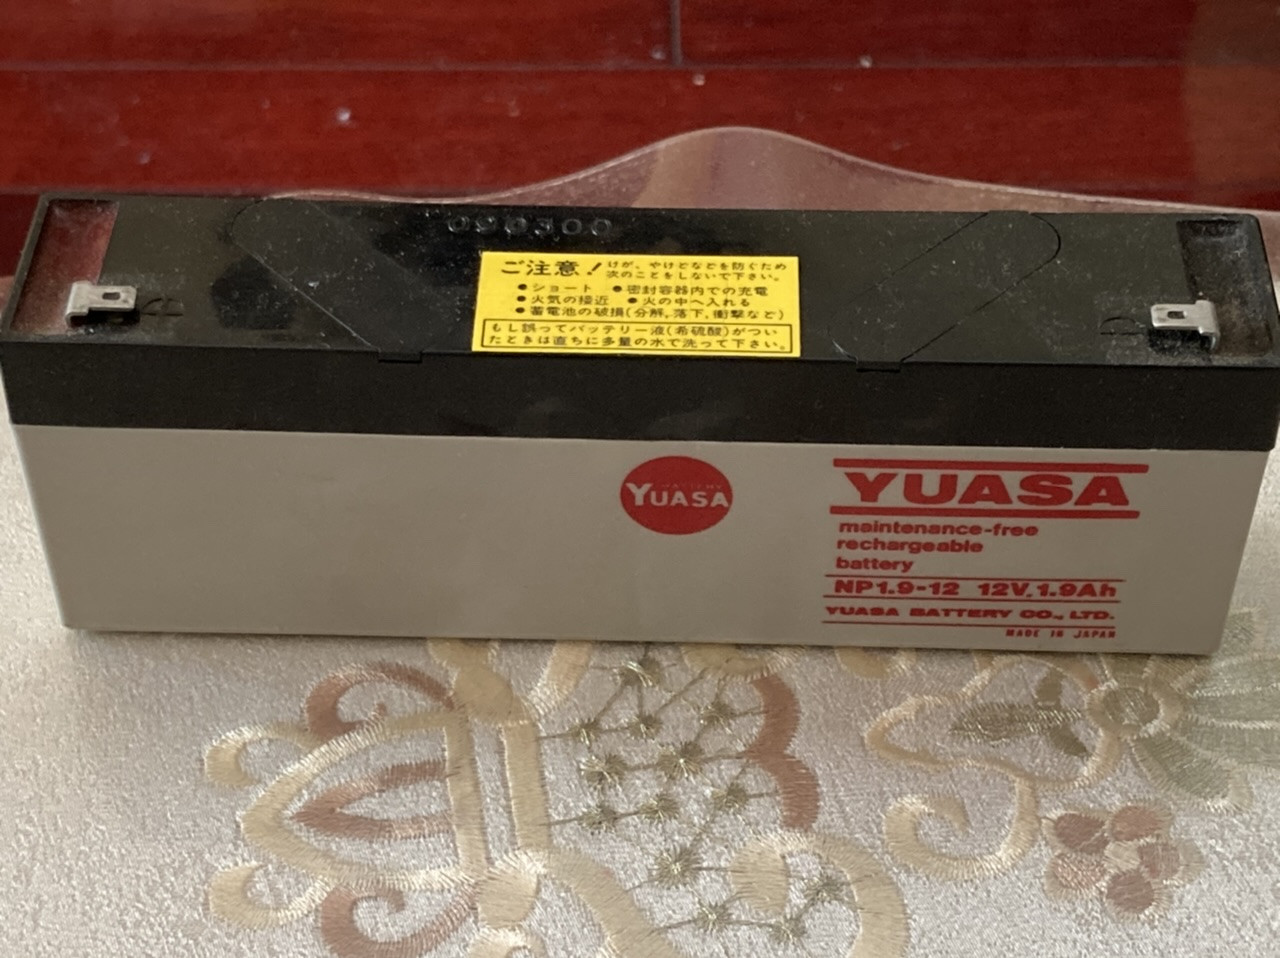 ご注意！
けが、やけどなどを防ぐため
次のことをしないで下さい。
●ショート ●密封容器内での充電
●火気の接近 ●火の中へ入れる
●蓄電池の破損(分解,落下,衝撃など)
もし誤ってバッテリー液(希硫酸)がつい
たときは直ちに多量の水で洗って下さい。
YUASA
YUASA
maintenance-free
rechargeable
battery
NP1.9-12 12V,1.9Ah
YUASA BATTERY CO., LTD.
MADE IN JAPAN